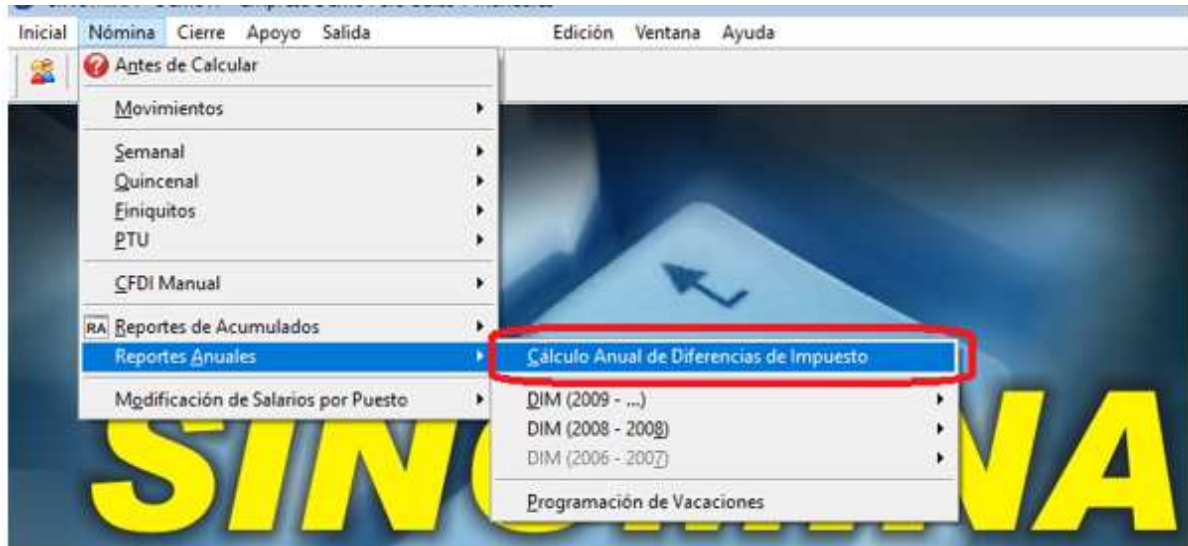 Inicial Nómina Cierre Apoyo Salida Edición Ventana Ayuda
Antes de Calcular
Movimientos
Semanal
Quincenal
Finiquitos
PTU
CFDI Manual
RA Reportes de Acumulados
Reportes Anuales
Modificación de Salarios por Puesto
Cálculo Anual de Diferencias de Impuesto
DIM (2009 - ...)
DIM (2008 - 2008)
DIM (2006 - 2007)
Programación de Vacaciones